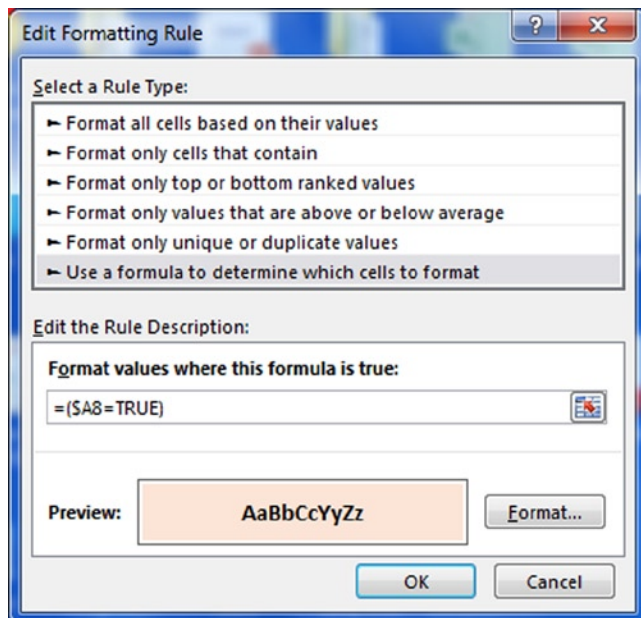 Edit Formatting Rule
?
Select a Rule Type:
► Format all cells based on their values
► Format only cells that contain
► Format only top or bottom ranked values
► Format only values that are above or below average
► Format only unique or duplicate values
► Use a formula to determine which cells to format
Edit the Rule Description:
Format values where this formula is true:
=($A8=TRUE)
Preview:
AaBbCcYyZz
Format...
OK
Cancel